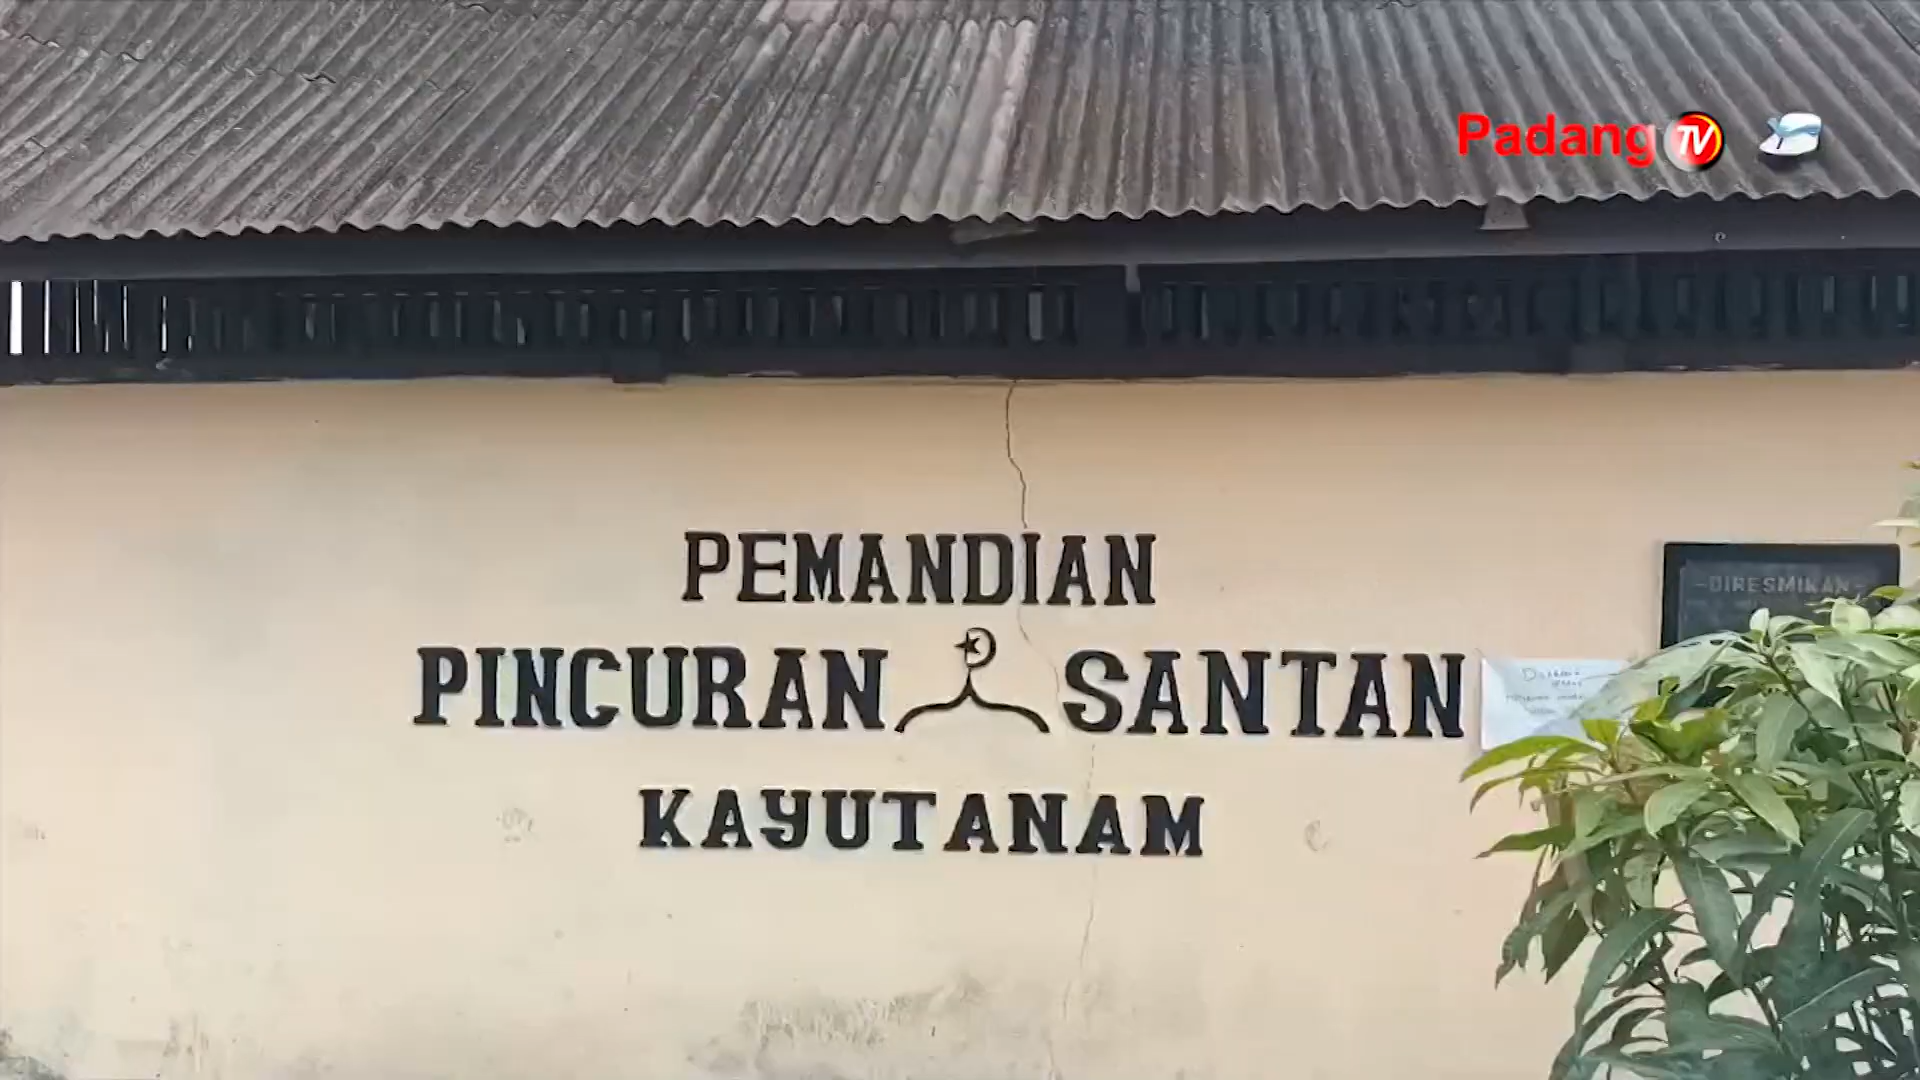 Padang TV
PEMANDIAN
PINCURAN SANTAN
KAYUTANAM
-DIRESMIKAN-